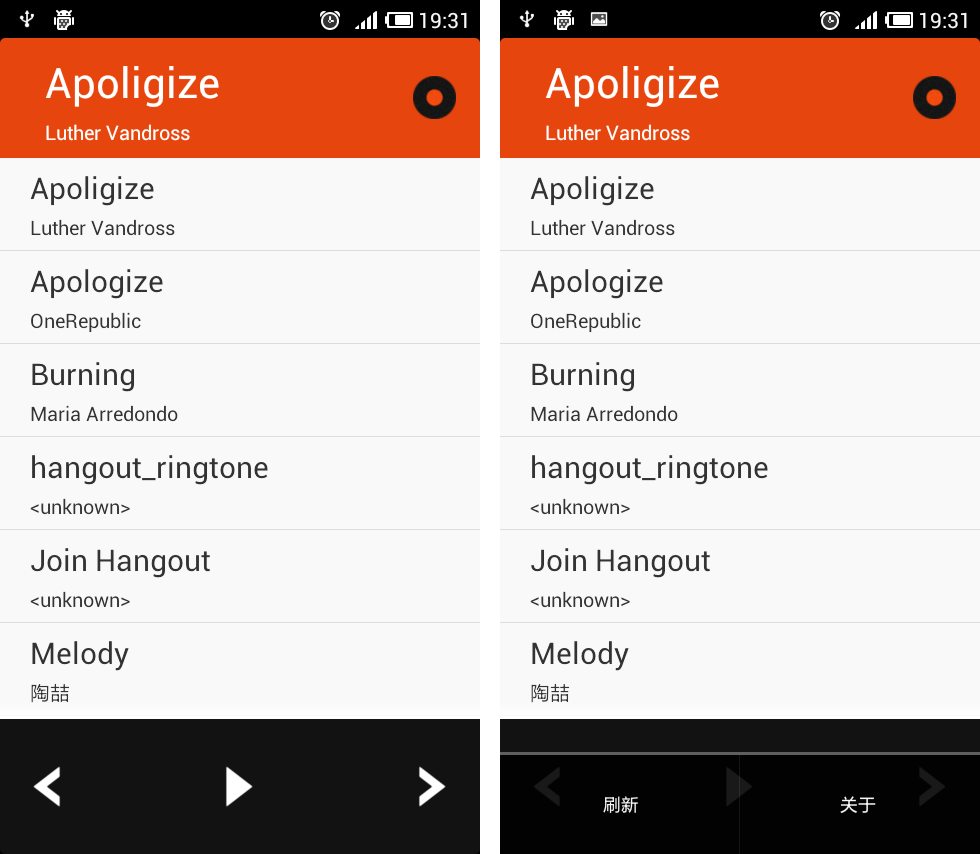 19:31
Apoligize
Luther Vandross
Apoligize
Luther Vandross
Apologize
OneRepublic
Burning
Maria Arredondo
hangout_ringtone
<unknown>
Join Hangout
<unknown>
Melody
陶喆
19:31
Apoligize
Luther Vandross
Apoligize
Luther Vandross
Apologize
OneRepublic
Burning
Maria Arredondo
hangout_ringtone
<unknown>
Join Hangout
<unknown>
Melody
陶喆
刷新 关于